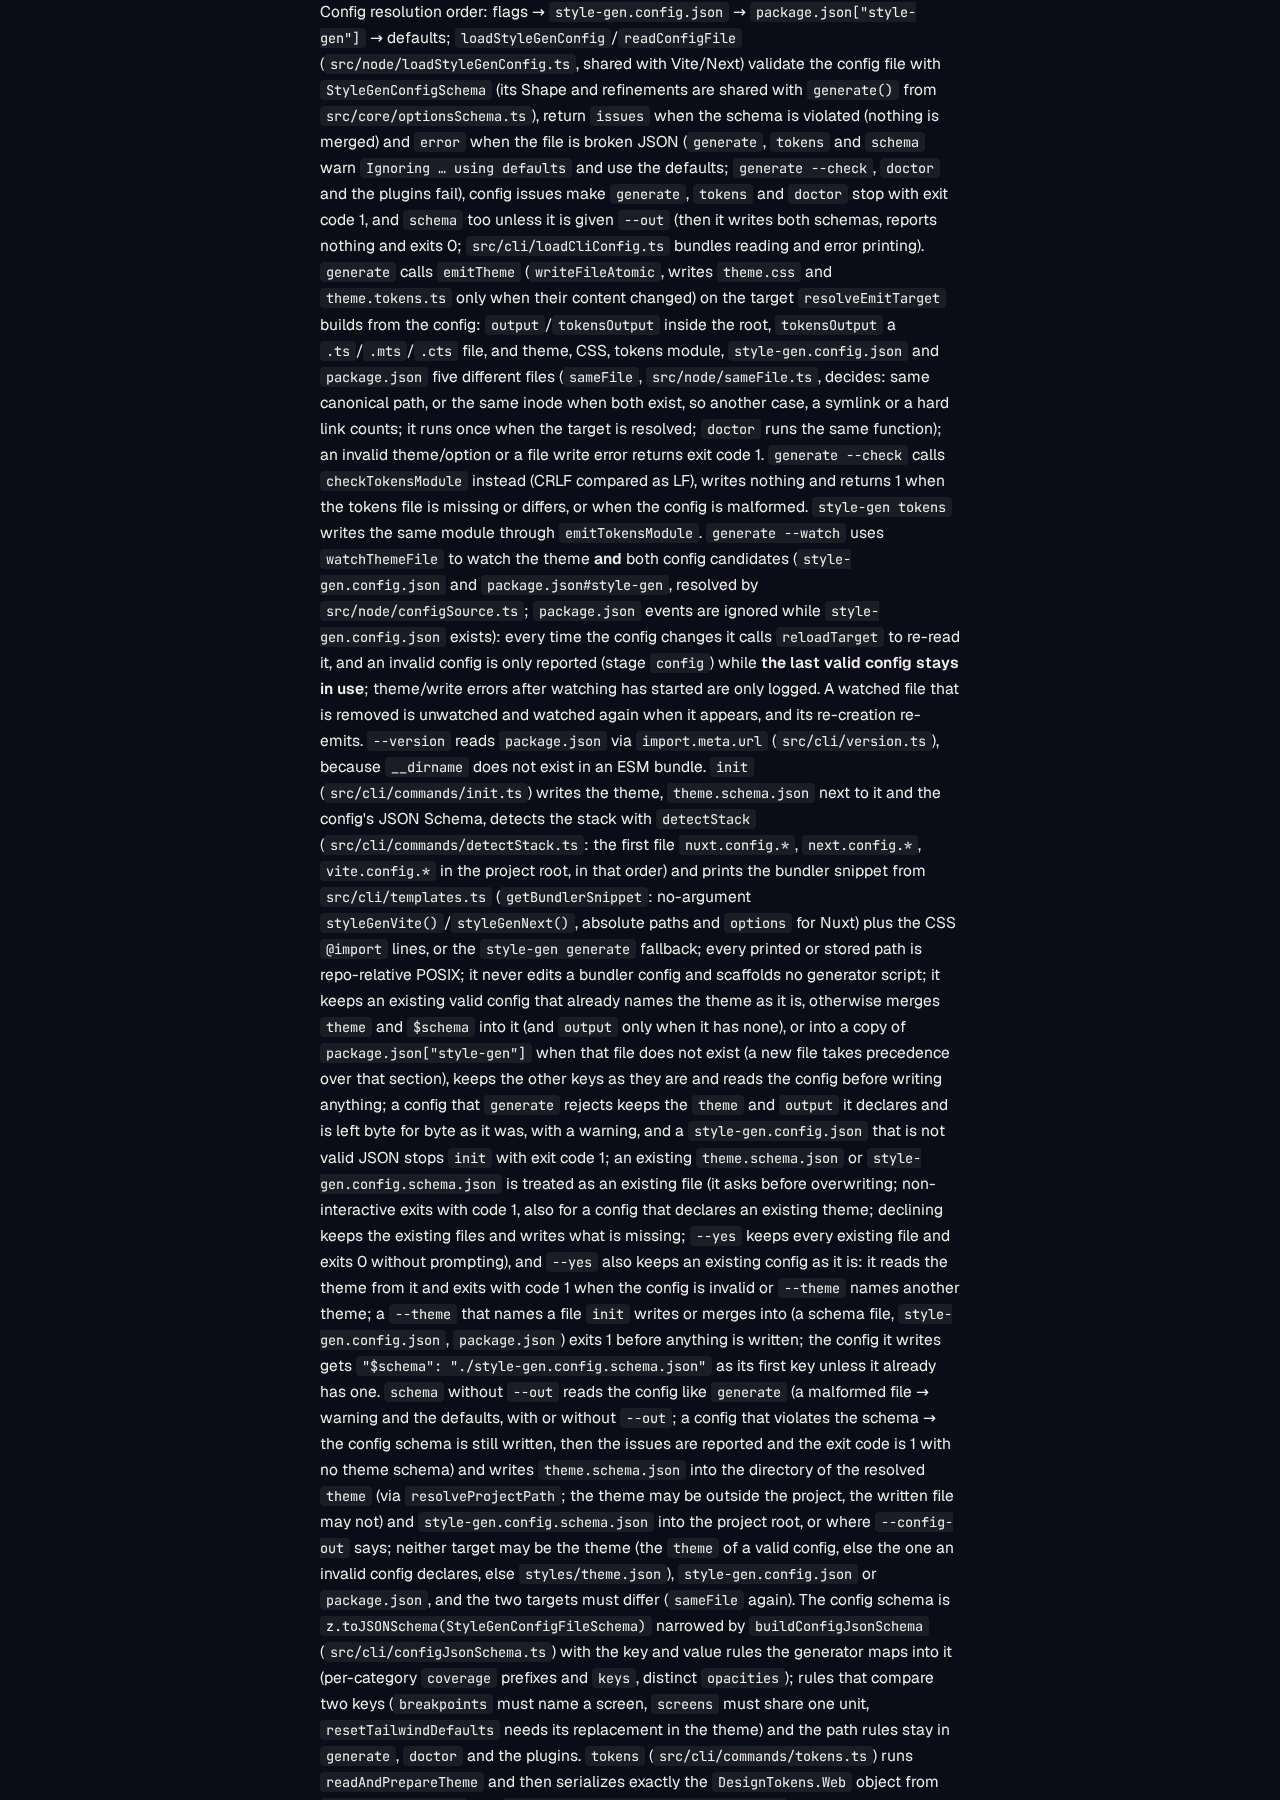 Config resolution order: flags → style-gen.config.json → package.json["style-
gen"] → defaults; loadStyleGenConfig / readConfigFile
( src/node/loadStyleGenConfig.ts , shared with Vite/Next) validate the config file with
StyleGenConfigSchema (its Shape and refinements are shared with generate() from
src/core/optionsSchema.ts ), return issues when the schema is violated (nothing is
merged) and error when the file is broken JSON ( generate , tokens and schema
warn Ignoring … using defaults and use the defaults; generate --check , doctor
and the plugins fail), config issues make generate , tokens and doctor stop with exit
code 1, and schema too unless it is given --out (then it writes both schemas, reports
nothing and exits 0; src/cli/loadCliConfig.ts bundles reading and error printing).
generate calls emitTheme ( writeFileAtomic , writes theme.css and
theme.tokens.ts only when their content changed) on the target resolveEmitTarget
builds from the config: output / tokensOutput inside the root, tokensOutput a
.ts / .mts / .cts file, and theme, CSS, tokens module, style-gen.config.json and
package.json five different files ( sameFile , src/node/sameFile.ts , decides: same
canonical path, or the same inode when both exist, so another case, a symlink or a hard
link counts; it runs once when the target is resolved; doctor runs the same function);
an invalid theme/option or a file write error returns exit code 1. generate --check calls
checkTokensModule instead (CRLF compared as LF), writes nothing and returns 1 when
the tokens file is missing or differs, or when the config is malformed. style-gen tokens
writes the same module through emitTokensModule . generate --watch uses
watchThemeFile to watch the theme and both config candidates ( style-
gen.config.json and package.json#style-gen , resolved by
src/node/configSource.ts ; package.json events are ignored while style-
gen.config.json exists): every time the config changes it calls reloadTarget to re-read
it, and an invalid config is only reported (stage config ) while the last valid config stays
in use; theme/write errors after watching has started are only logged. A watched file that
is removed is unwatched and watched again when it appears, and its re-creation re-
emits. --version reads package.json via import.meta.url ( src/cli/version.ts ),
because __dirname does not exist in an ESM bundle. init
( src/cli/commands/init.ts ) writes the theme, theme.schema.json next to it and the
config's JSON Schema, detects the stack with detectStack
( src/cli/commands/detectStack.ts : the first file nuxt.config.* , next.config.* ,
vite.config.* in the project root, in that order) and prints the bundler snippet from
src/cli/templates.ts ( getBundlerSnippet : no-argument
styleGenVite() / styleGenNext() , absolute paths and options for Nuxt) plus the CSS
@import lines, or the style-gen generate fallback; every printed or stored path is
repo-relative POSIX; it never edits a bundler config and scaffolds no generator script; it
keeps an existing valid config that already names the theme as it is, otherwise merges
theme and $schema into it (and output only when it has none), or into a copy of
package.json["style-gen"] when that file does not exist (a new file takes precedence
over that section), keeps the other keys as they are and reads the config before writing
anything; a config that generate rejects keeps the theme and output it declares and
is left byte for byte as it was, with a warning, and a style-gen.config.json that is not
valid JSON stops init with exit code 1; an existing theme.schema.json or style-
gen.config.schema.json is treated as an existing file (it asks before overwriting; non-
interactive exits with code 1, also for a config that declares an existing theme; declining
keeps the existing files and writes what is missing; --yes keeps every existing file and
exits 0 without prompting), and --yes also keeps an existing config as it is: it reads the
theme from it and exits with code 1 when the config is invalid or --theme names another
theme; a --theme that names a file init writes or merges into (a schema file, style-
gen.config.json , package.json ) exits 1 before anything is written; the config it writes
gets "$schema": "./style-gen.config.schema.json" as its first key unless it already
has one. schema without --out reads the config like generate (a malformed file →
warning and the defaults, with or without --out ; a config that violates the schema →
the config schema is still written, then the issues are reported and the exit code is 1 with
no theme schema) and writes theme.schema.json into the directory of the resolved
theme (via resolveProjectPath ; the theme may be outside the project, the written file
may not) and style-gen.config.schema.json into the project root, or where --config-
out says; neither target may be the theme (the theme of a valid config, else the one an
invalid config declares, else styles/theme.json ), style-gen.config.json or
package.json , and the two targets must differ ( sameFile again). The config schema is
z.toJSONSchema(StyleGenConfigFileSchema) narrowed by buildConfigJsonSchema
( src/cli/configJsonSchema.ts ) with the key and value rules the generator maps into it
(per-category coverage prefixes and keys , distinct opacities ); rules that compare
two keys ( breakpoints must name a screen, screens must share one unit,
resetTailwindDefaults needs its replacement in the theme) and the path rules stay in
generate , doctor and the plugins. tokens ( src/cli/commands/tokens.ts ) runs
readAndPrepareTheme and then serializes exactly the DesignTokens.Web object from